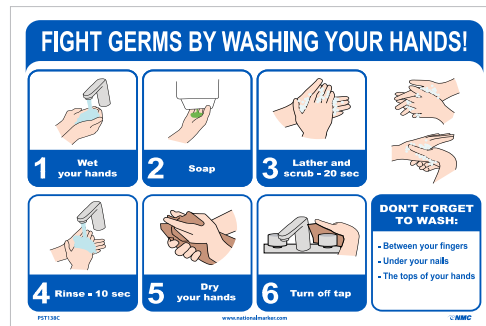 FIGHT GERMS BY WASHING YOUR HANDS!
1 Wet
your hands
2 Soap
3 Lather and
scrub - 20 sec
4 Rinse - 10 sec
5 Dry
your hands
6 Turn off tap
DON'T FORGET
TO WASH:
- Between your fingers
- Under your nails
- The tops of your hands
PST138C
www.nationalmarker.com
NMC